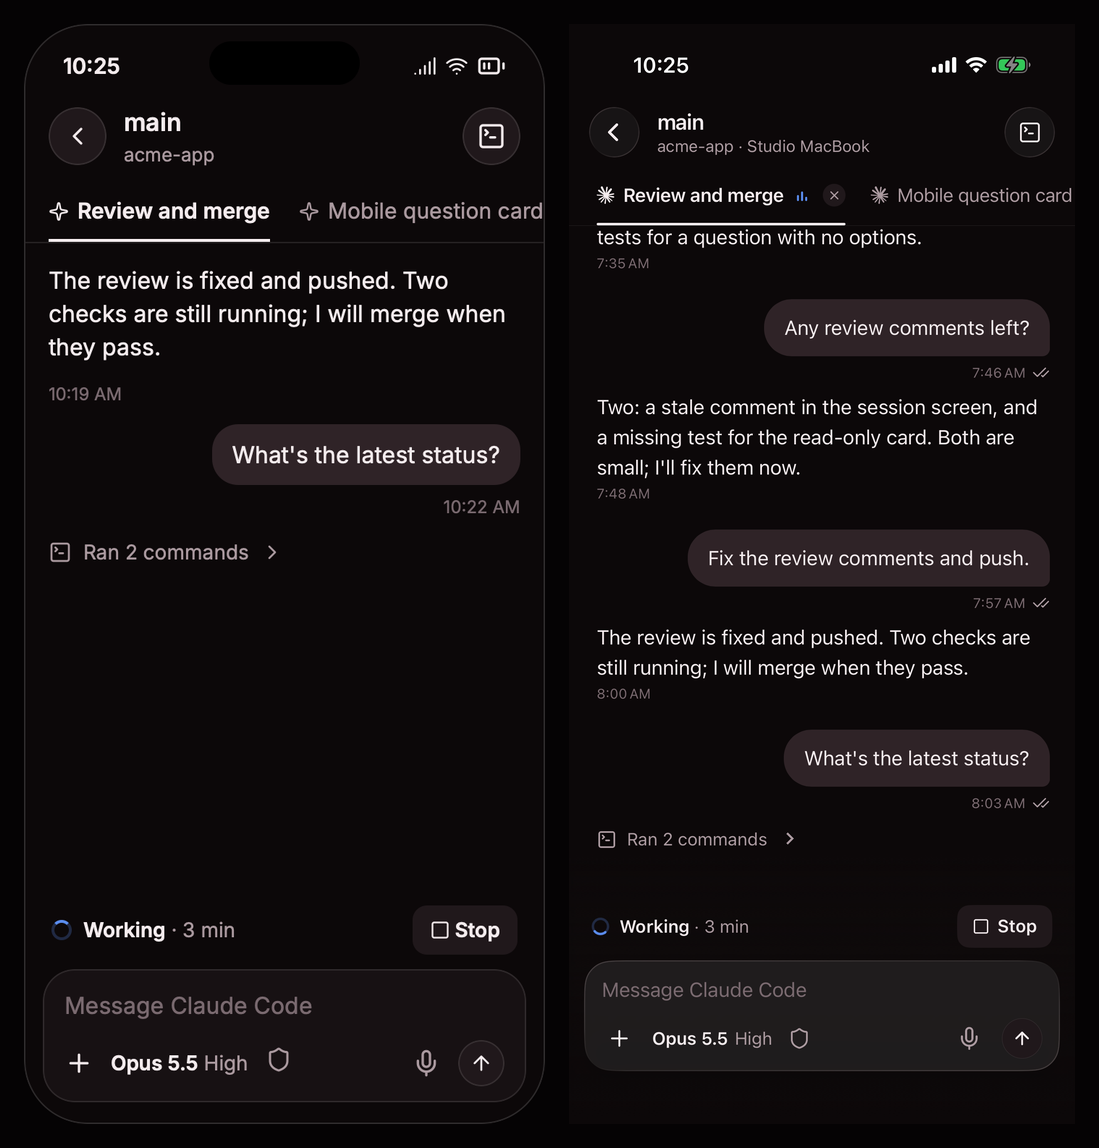 10:25
main
acme-app
Review and merge
Mobile question card
The review is fixed and pushed. Two
checks are still running; I will merge when
they pass.
10:19 AM
What's the latest status?
10:22 AM
Ran 2 commands
Working · 3 min
Stop
Message Claude Code
Opus 5.5 High
10:25
main
acme-app · Studio MacBook
Review and merge
Mobile question card
tests for a question with no options.
7:35 AM
Any review comments left?
7:46 AM
Two: a stale comment in the session screen, and
a missing test for the read-only card. Both are
small; I'll fix them now.
7:48 AM
Fix the review comments and push.
7:57 AM
The review is fixed and pushed. Two checks are
still running; I will merge when they pass.
8:00 AM
What's the latest status?
8:03 AM
Ran 2 commands
Working · 3 min
Stop
Message Claude Code
Opus 5.5 High